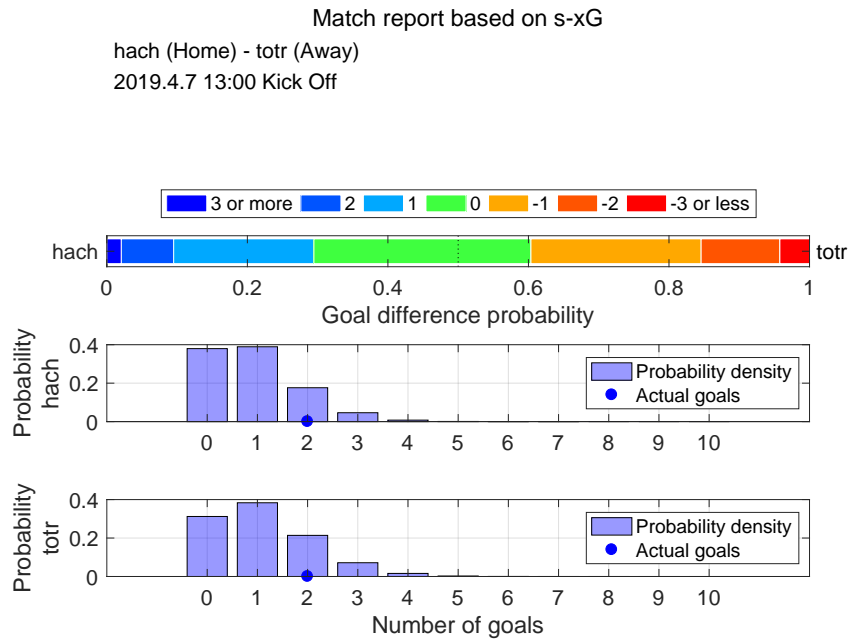 Match report based on s-xG
hach (Home) - totr (Away)
2019.4.7 13:00 Kick Off
3 or more 2 1 0 -1 -2 -3 or less
hach totr
0 0.2 0.4 0.6 0.8 1
Goal difference probability
Probability
hach
0.4
0.2
0
Probability density
Actual goals
0 1 2 3 4 5 6 7 8 9 10
Probability
totr
0.4
0.2
0
Probability density
Actual goals
0 1 2 3 4 5 6 7 8 9 10
Number of goals